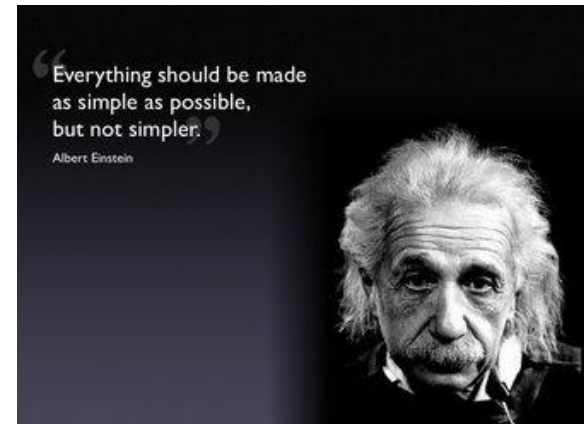 “Everything should be made
as simple as possible,
but not simpler.”
Albert Einstein